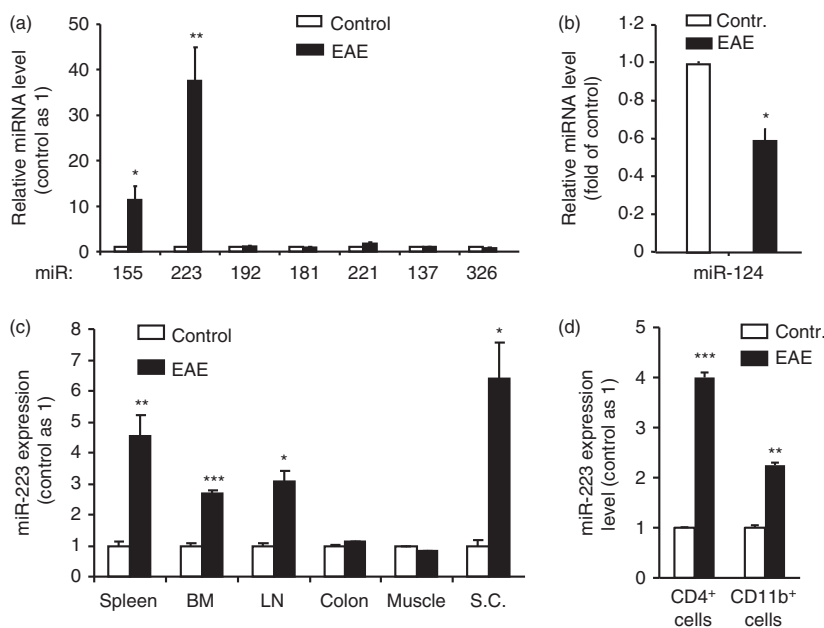 (a)
Relative miRNA level
(control as 1)
50
40
30
20
10
0
Control
EAE
*
**
miR: 155 223 192 181 221 137 326
(b)
Relative miRNA level
(fold of control)
1·2
1·0
0·8
0·6
0·4
0·2
0
Contr.
EAE
*
miR-124
(c)
miR-223 expression
(control as 1)
8
7
6
5
4
3
2
1
0
Control
EAE
**
***
*
*
Spleen BM LN Colon Muscle S.C.
(d)
miR-223 expression
level (control as 1)
5
4
3
2
1
0
Contr.
EAE
***
**
CD4⁺ CD11b⁺
cells cells